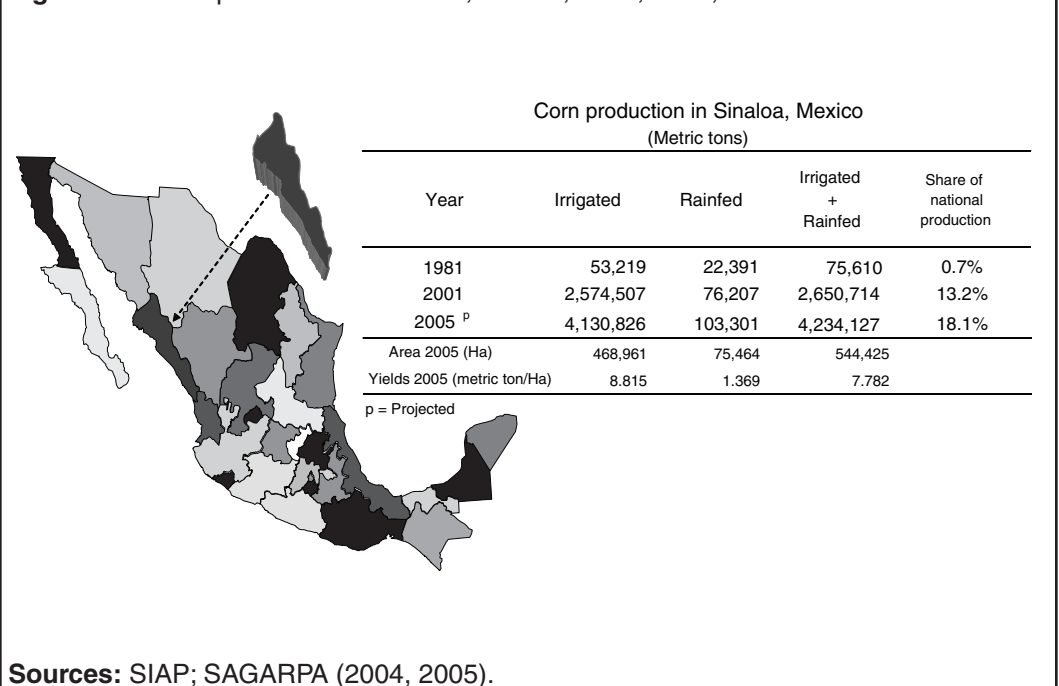 Corn production in Sinaloa, Mexico
(Metric tons)
Year Irrigated Rainfed Irrigated + Rainfed Share of national production
1981 53,219 22,391 75,610 0.7%
2001 2,574,507 76,207 2,650,714 13.2%
2005 p 4,130,826 103,301 4,234,127 18.1%
Area 2005 (Ha) 468,961 75,464 544,425
Yields 2005 (metric ton/Ha) 8.815 1.369 7.782
p = Projected
Sources: SIAP; SAGARPA (2004, 2005).